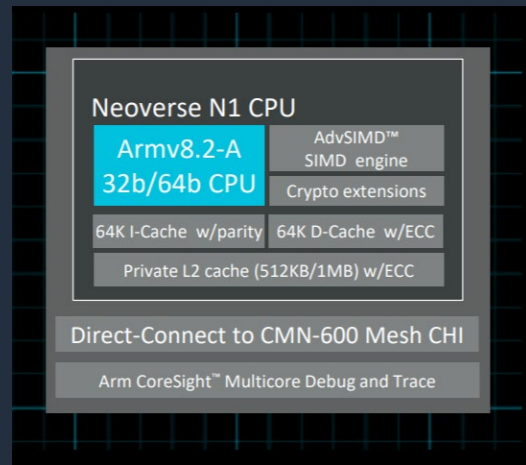 Neoverse N1 CPU
Armv8.2-A
32b/64b CPU
AdvSIMD™
SIMD engine
Crypto extensions
64K I-Cache w/parity
64K D-Cache w/ECC
Private L2 cache (512KB/1MB) w/ECC
Direct-Connect to CMN-600 Mesh CHI
Arm CoreSight™ Multicore Debug and Trace